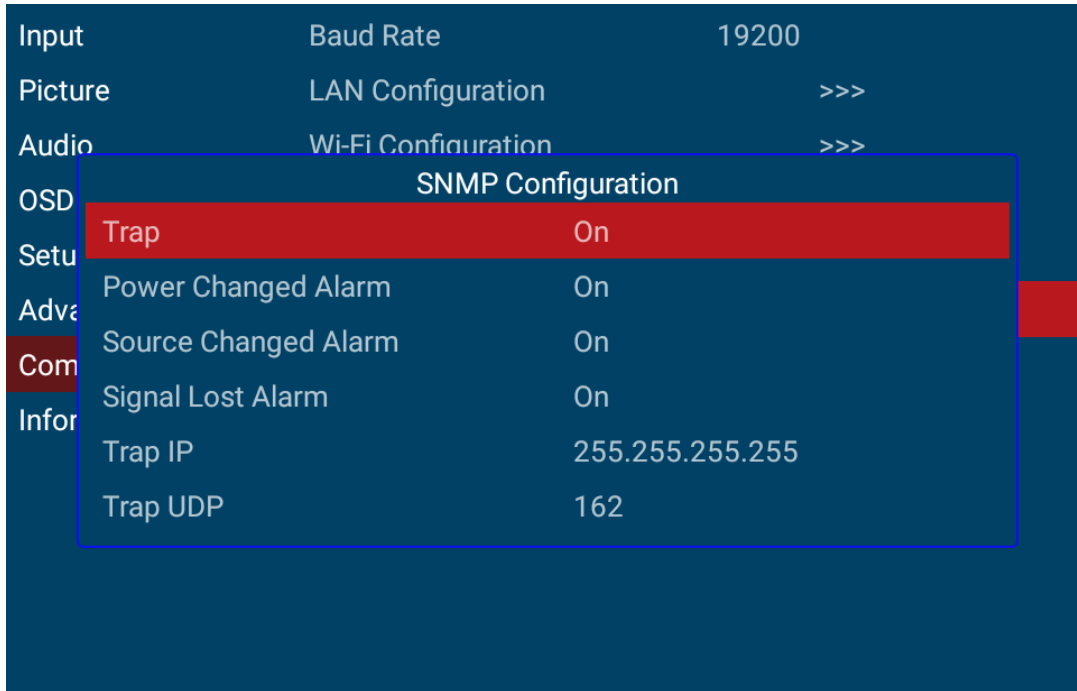 Input Baud Rate 19200
Picture LAN Configuration >>>
Audio Wi-Fi Configuration >>>
SNMP Configuration
OSD
Trap On
Setu
Power Changed Alarm On
Adva
Source Changed Alarm On
Com
Signal Lost Alarm On
Infor
Trap IP 255.255.255.255
Trap UDP 162